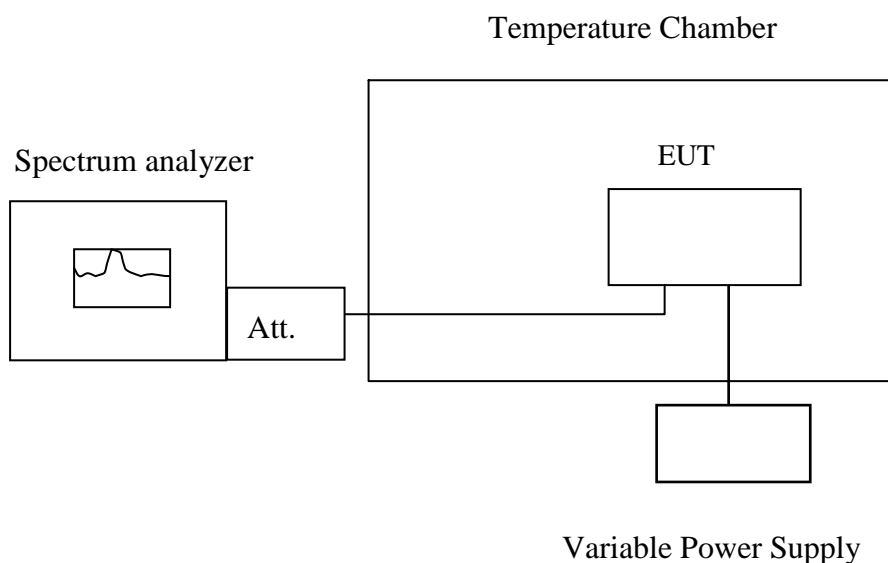 Temperature Chamber
Spectrum analyzer
EUT
Att.
Variable Power Supply